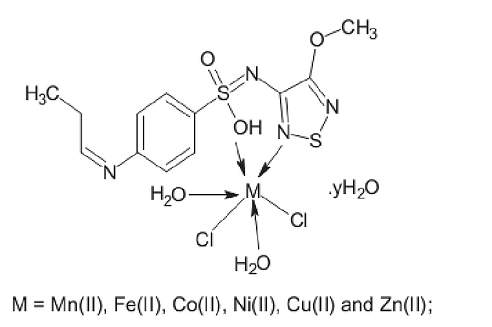 CH₃
O
O
N
S
H₃C
OH
N
N
S
N
H₂O
M
.yH₂O
Cl
Cl
H₂O
M = Mn(II), Fe(II), Co(II), Ni(II), Cu(II) and Zn(II);